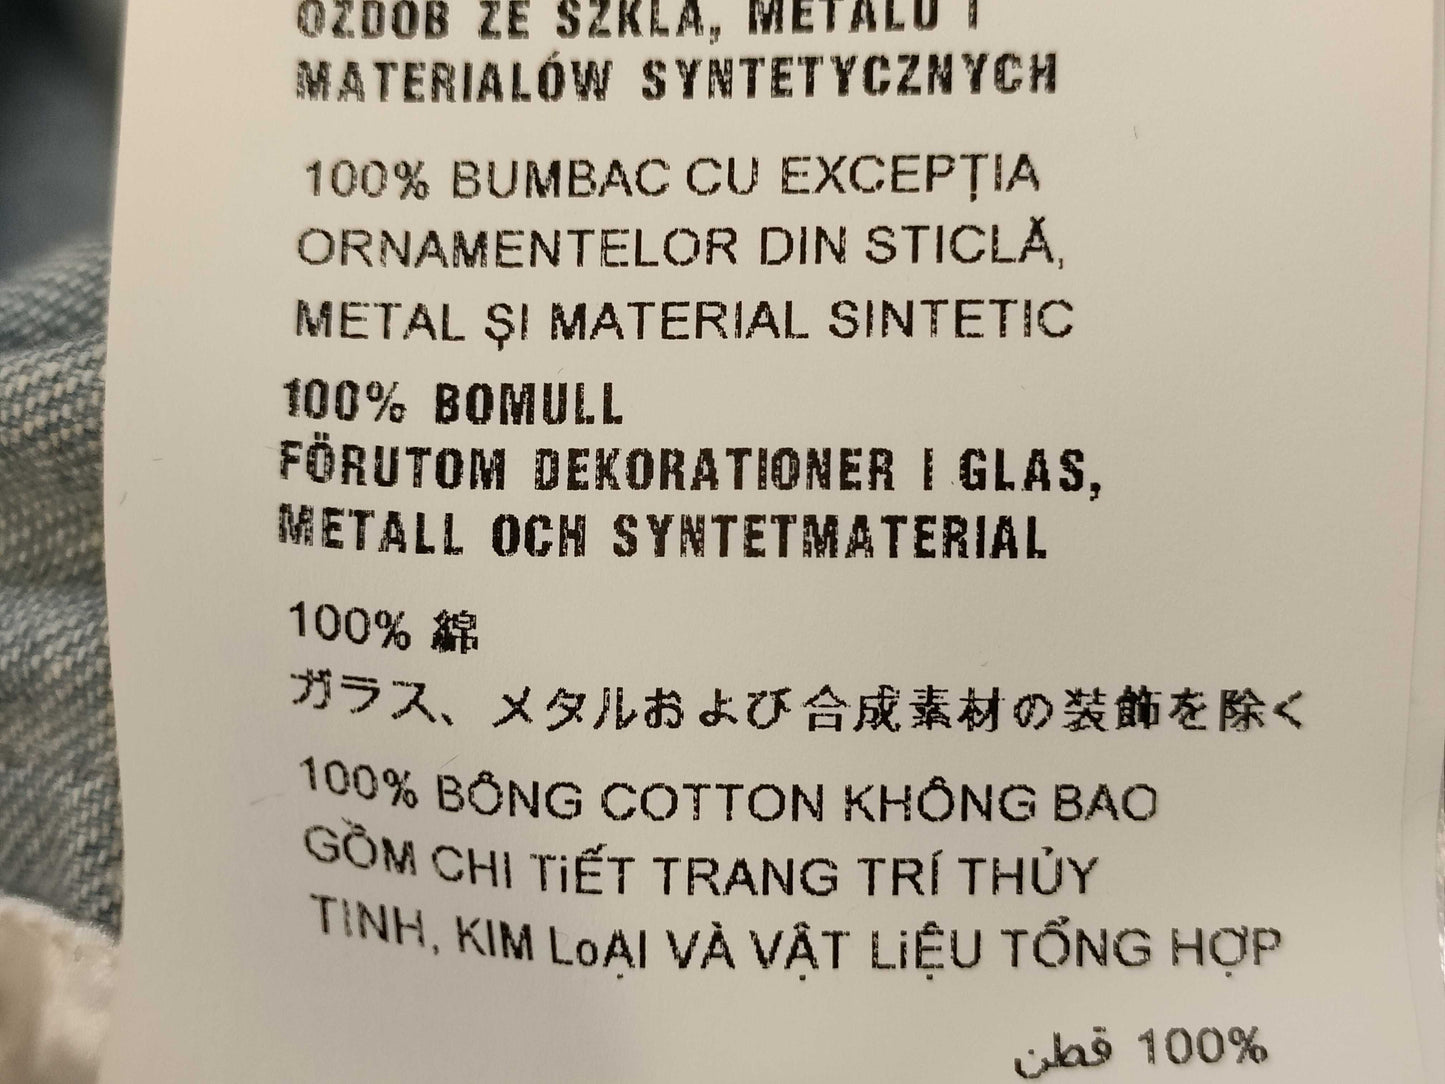 OZDÓB ZE SZKŁA, METALU I
MATERIAŁÓW SYNTETYCZNYCH
100% BUMBAC CU EXCEPȚIA
ORNAMENTELOR DIN STICLĂ,
METAL ȘI MATERIAL SINTETIC
100% BOMULL
FÖRUTOM DEKORATIONER I GLAS,
METALL OCH SYNTETMATERIAL
100% 綿
ガラス、メタルおよび合成素材の装飾を除く
100% BÔNG COTTON KHÔNG BAO
GỒM CHI TiẾT TRANG TRÍ THỦY
TINH, KIM LoẠI VÀ VẬT LiỆU TỔNG HỢP
100% قطن